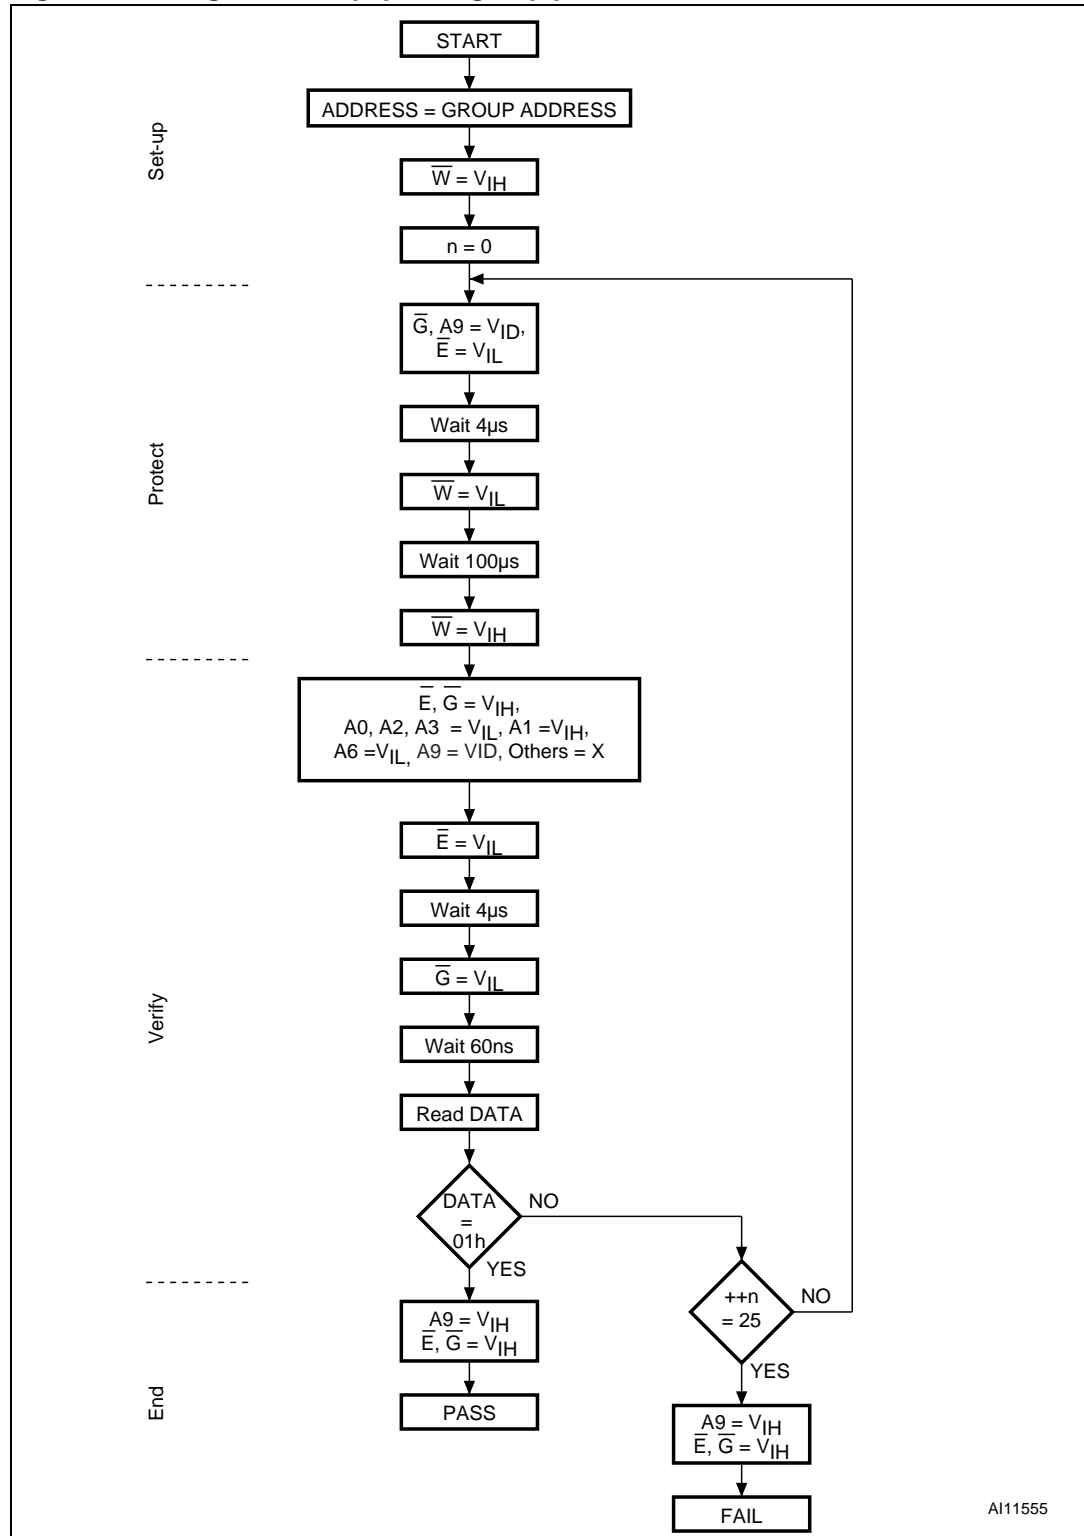 START
ADDRESS = GROUP ADDRESS
Set-up
W̅ = VIH
n = 0
G̅, A9 = VID,
E̅ = VIL
Wait 4µs
Protect
W̅ = VIL
Wait 100µs
W̅ = VIH
E̅, G̅ = VIH,
A0, A2, A3 = VIL, A1 =VIH,
A6 =VIL, A9 = VID, Others = X
E̅ = VIL
Wait 4µs
G̅ = VIL
Verify
Wait 60ns
Read DATA
DATA
=
01h
NO
YES
++n
= 25
NO
YES
A9 = VIH
E̅, G̅ = VIH
End
PASS
A9 = VIH
E̅, G̅ = VIH
FAIL
AI11555